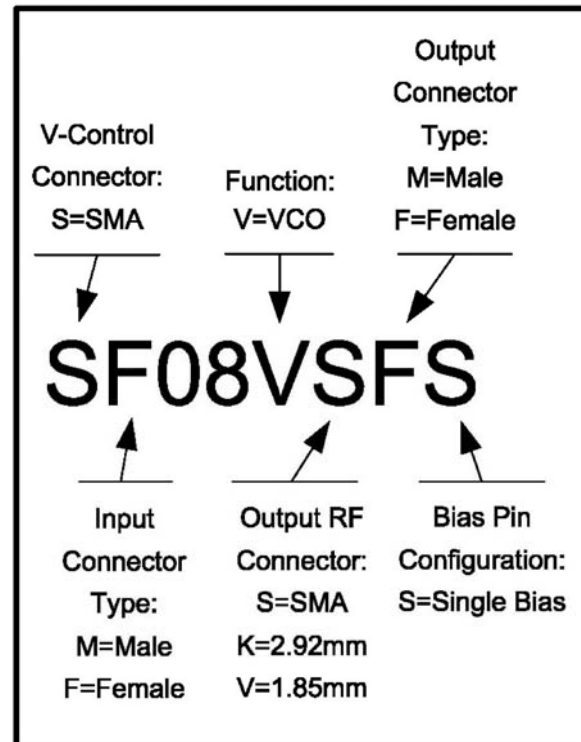 V-Control
Connector:
S=SMA
Function:
V=VCO
Output
Connector
Type:
M=Male
F=Female
SF08VSFS
Input
Connector
Type:
M=Male
F=Female
Output RF
Connector:
S=SMA
K=2.92mm
V=1.85mm
Bias Pin
Configuration:
S=Single Bias